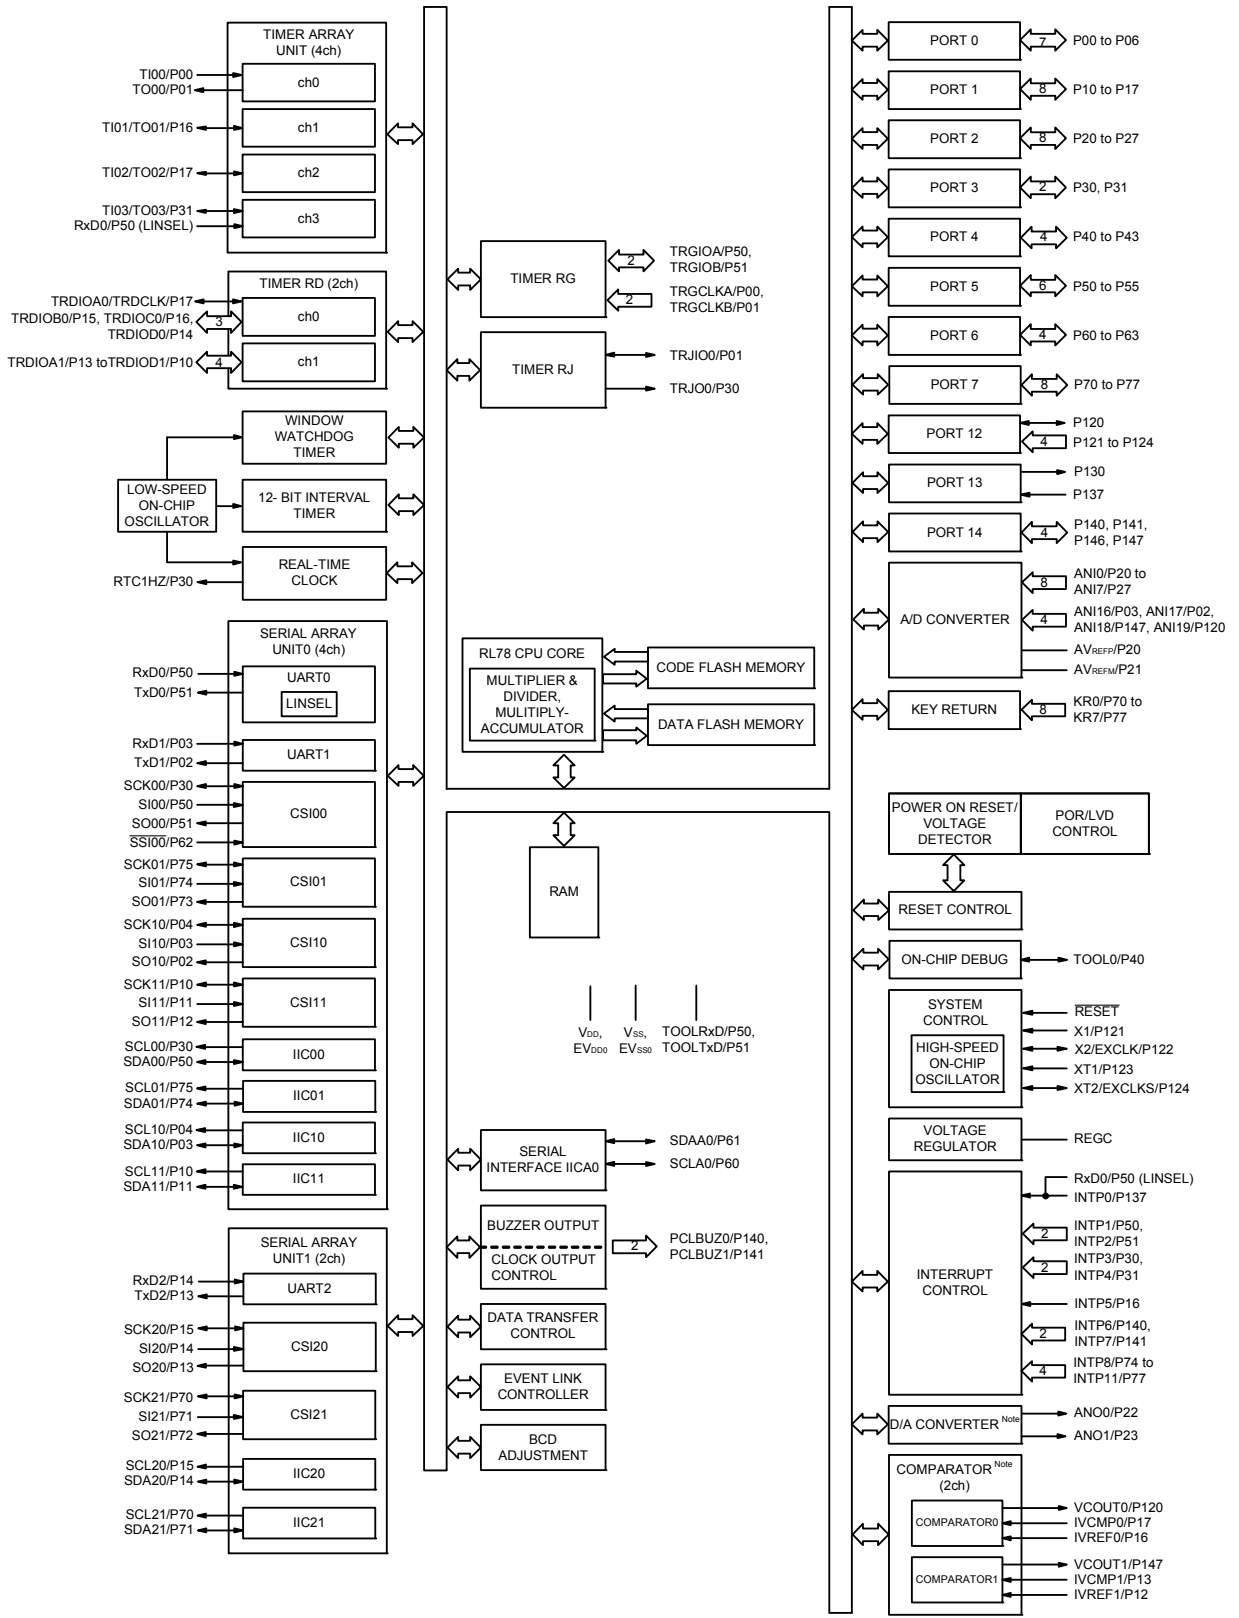 TIMER ARRAY
UNIT (4ch)
TI00/P00
TO00/P01
ch0
TI01/TO01/P16
ch1
TI02/TO02/P17
ch2
TI03/TO03/P31
RxD0/P50 (LINSEL)
ch3
TIMER RD (2ch)
TRDIOA0/TRDCLK/P17
TRDIOB0/P15, TRDIOC0/P16,
TRDIOD0/P14
3
ch0
TRDIOA1/P13 toTRDIOD1/P10
4
ch1
WINDOW
WATCHDOG
TIMER
LOW-SPEED
ON-CHIP
OSCILLATOR
12- BIT INTERVAL
TIMER
REAL-TIME
CLOCK
RTC1HZ/P30
SERIAL ARRAY
UNIT0 (4ch)
RxD0/P50
TxD0/P51
UART0
LINSEL
RxD1/P03
TxD1/P02
UART1
SCK00/P30
SI00/P50
SO00/P51
SSI00/P62
CSI00
SCK01/P75
SI01/P74
SO01/P73
CSI01
SCK10/P04
SI10/P03
SO10/P02
CSI10
SCK11/P10
SI11/P11
SO11/P12
CSI11
SCL00/P30
SDA00/P50
IIC00
SCL01/P75
SDA01/P74
IIC01
SCL10/P04
SDA10/P03
IIC10
SCL11/P10
SDA11/P11
IIC11
SERIAL ARRAY
UNIT1 (2ch)
RxD2/P14
TxD2/P13
UART2
SCK20/P15
SI20/P14
SO20/P13
CSI20
SCK21/P70
SI21/P71
SO21/P72
CSI21
SCL20/P15
SDA20/P14
IIC20
SCL21/P70
SDA21/P71
IIC21
TIMER RG
2
TRGIOA/P50,
TRGIOB/P51
2
TRGCLKA/P00,
TRGCLKB/P01
TIMER RJ
TRJIO0/P01
TRJO0/P30
RL78 CPU CORE
MULTIPLIER &
DIVIDER,
MULITIPLY-
ACCUMULATOR
CODE FLASH MEMORY
DATA FLASH MEMORY
RAM
VDD,
EVDD0
VSS,
EVSS0
TOOLRxD/P50,
TOOLTxD/P51
SERIAL
INTERFACE IICA0
SDAA0/P61
SCLA0/P60
BUZZER OUTPUT
CLOCK OUTPUT
CONTROL
2
PCLBUZ0/P140,
PCLBUZ1/P141
DATA TRANSFER
CONTROL
EVENT LINK
CONTROLLER
BCD
ADJUSTMENT
PORT 0
7
P00 to P06
PORT 1
8
P10 to P17
PORT 2
8
P20 to P27
PORT 3
2
P30, P31
PORT 4
4
P40 to P43
PORT 5
6
P50 to P55
PORT 6
4
P60 to P63
PORT 7
8
P70 to P77
PORT 12
P120
4
P121 to P124
PORT 13
P130
P137
PORT 14
4
P140, P141,
P146, P147
A/D CONVERTER
8
ANI0/P20 to
ANI7/P27
4
ANI16/P03, ANI17/P02,
ANI18/P147, ANI19/P120
AVREFP/P20
AVREFM/P21
KEY RETURN
8
KR0/P70 to
KR7/P77
POWER ON RESET/
VOLTAGE
DETECTOR
POR/LVD
CONTROL
RESET CONTROL
ON-CHIP DEBUG
TOOL0/P40
SYSTEM
CONTROL
HIGH-SPEED
ON-CHIP
OSCILLATOR
RESET
X1/P121
X2/EXCLK/P122
XT1/P123
XT2/EXCLKS/P124
VOLTAGE
REGULATOR
REGC
INTERRUPT
CONTROL
RxD0/P50 (LINSEL)
INTP0/P137
2
INTP1/P50,
INTP2/P51
2
INTP3/P30,
INTP4/P31
INTP5/P16
2
INTP6/P140,
INTP7/P141
4
INTP8/P74 to
INTP11/P77
D/A CONVERTER Note
ANO0/P22
ANO1/P23
COMPARATOR Note
(2ch)
COMPARATOR0
VCOUT0/P120
IVCMP0/P17
IVREF0/P16
COMPARATOR1
VCOUT1/P147
IVCMP1/P13
IVREF1/P12